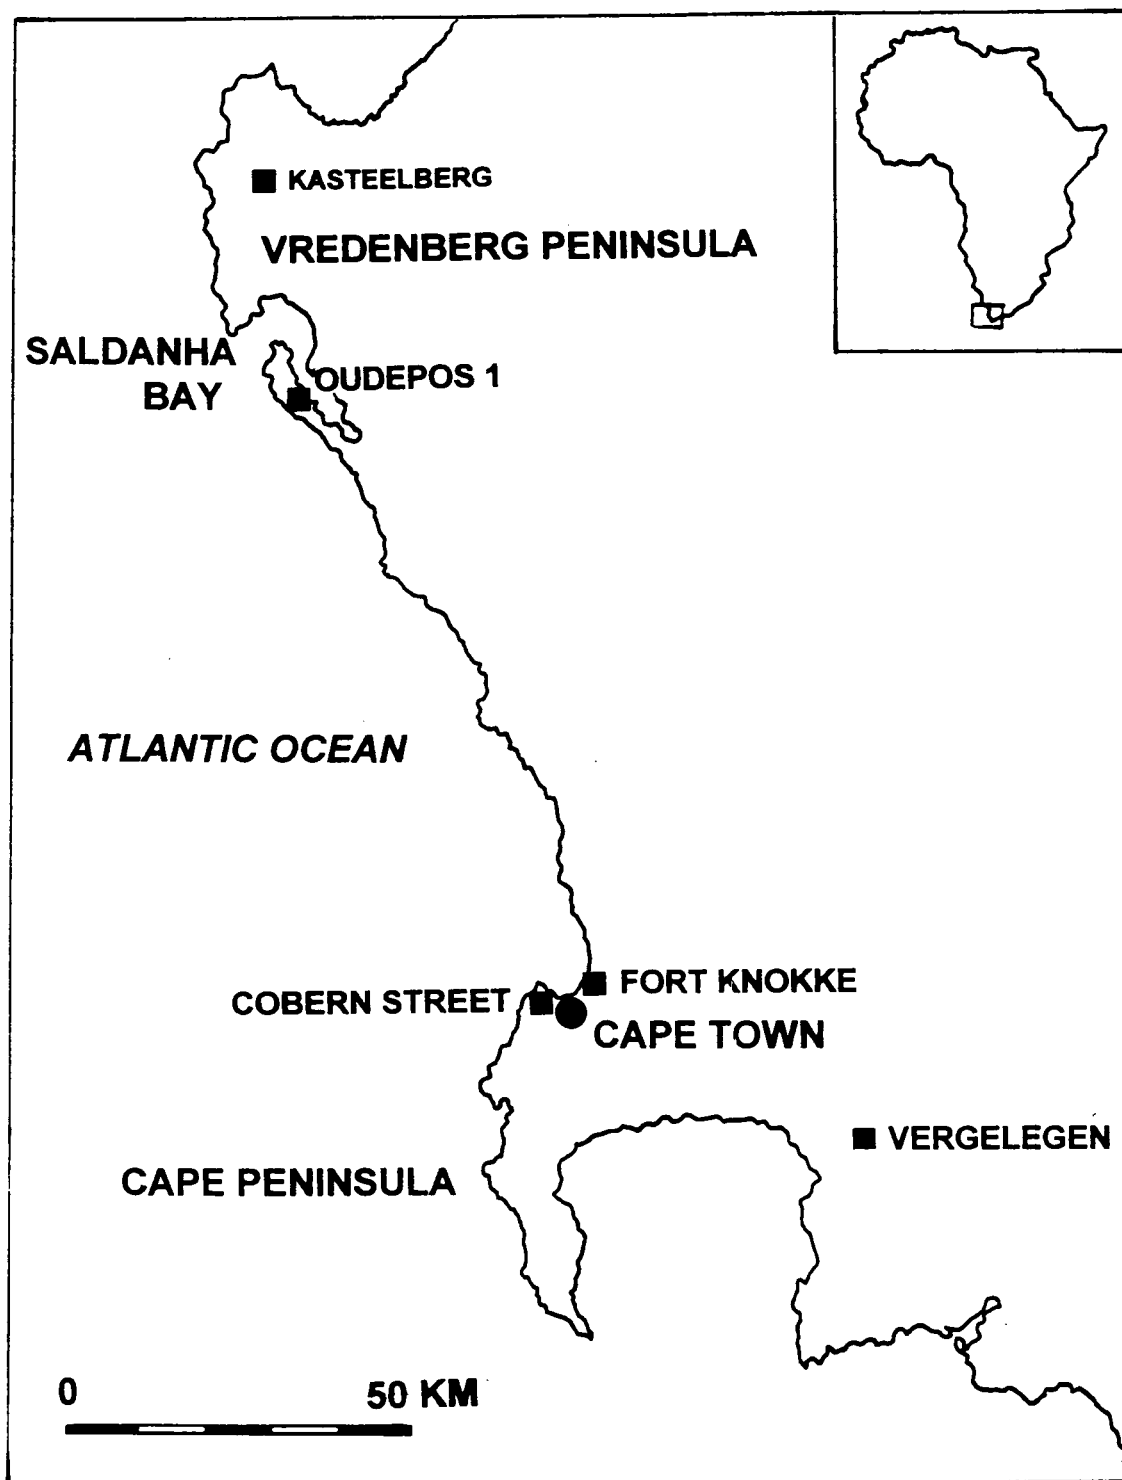 KASTEELBERG
VREDENBERG PENINSULA
SALDANHA
BAY
OUDEPOS 1
ATLANTIC OCEAN
COBERN STREET
FORT KNOKKE
CAPE TOWN
VERGELEGEN
CAPE PENINSULA
0 50 KM